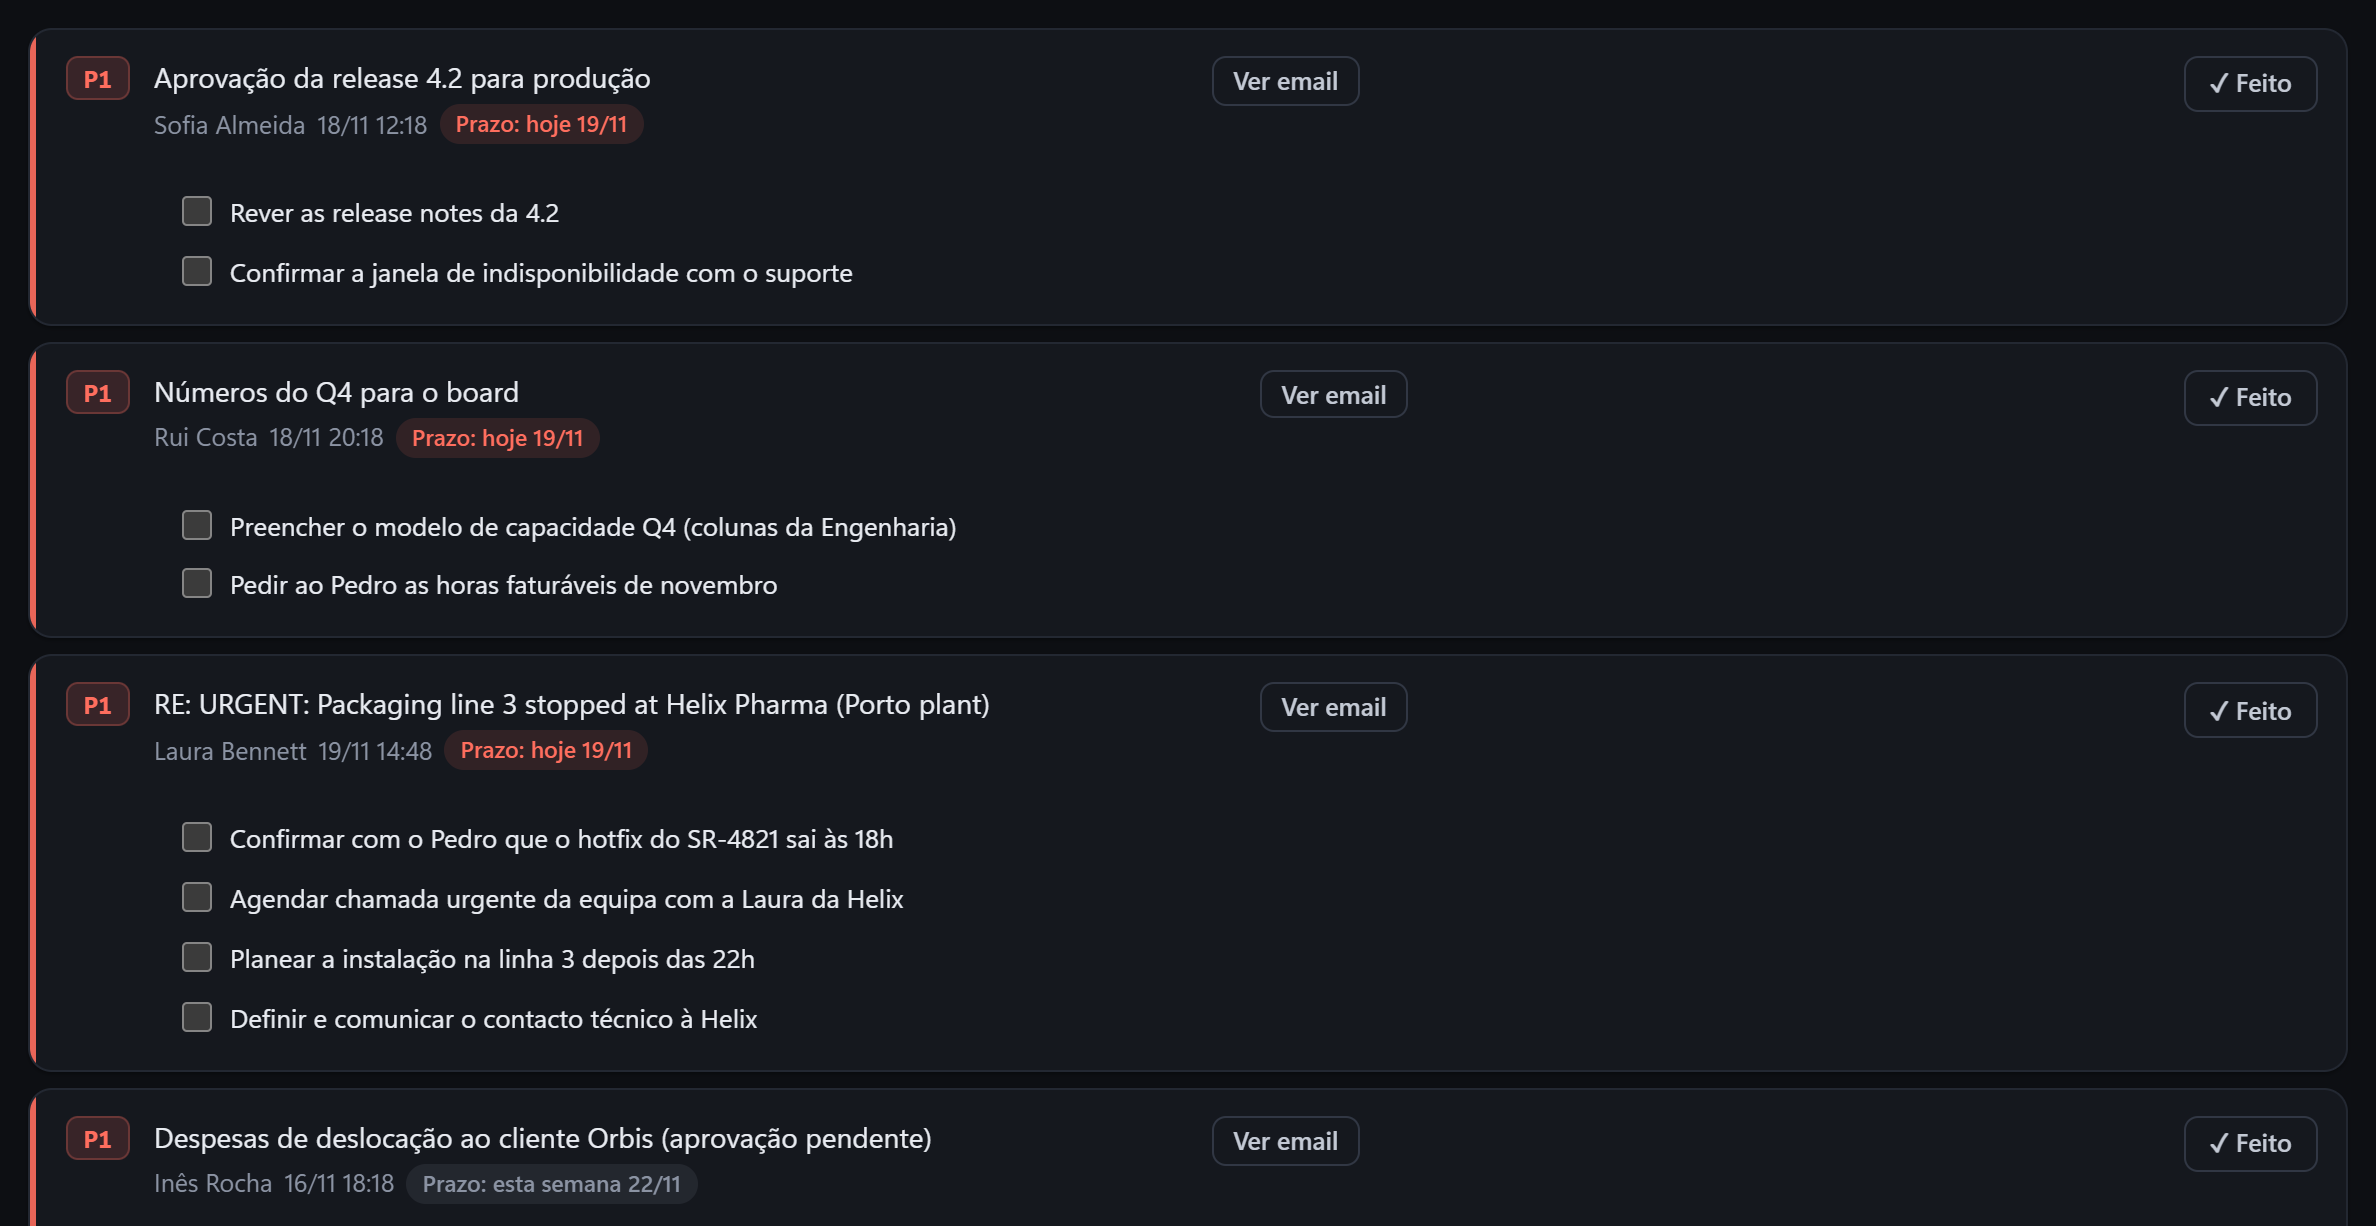 P1 Aprovação da release 4.2 para produção Ver email ✓ Feito
Sofia Almeida 18/11 12:18 Prazo: hoje 19/11
Rever as release notes da 4.2
Confirmar a janela de indisponibilidade com o suporte
P1 Números do Q4 para o board Ver email ✓ Feito
Rui Costa 18/11 20:18 Prazo: hoje 19/11
Preencher o modelo de capacidade Q4 (colunas da Engenharia)
Pedir ao Pedro as horas faturáveis de novembro
P1 RE: URGENT: Packaging line 3 stopped at Helix Pharma (Porto plant) Ver email ✓ Feito
Laura Bennett 19/11 14:48 Prazo: hoje 19/11
Confirmar com o Pedro que o hotfix do SR-4821 sai às 18h
Agendar chamada urgente da equipa com a Laura da Helix
Planear a instalação na linha 3 depois das 22h
Definir e comunicar o contacto técnico à Helix
P1 Despesas de deslocação ao cliente Orbis (aprovação pendente) Ver email ✓ Feito
Inês Rocha 16/11 18:18 Prazo: esta semana 22/11